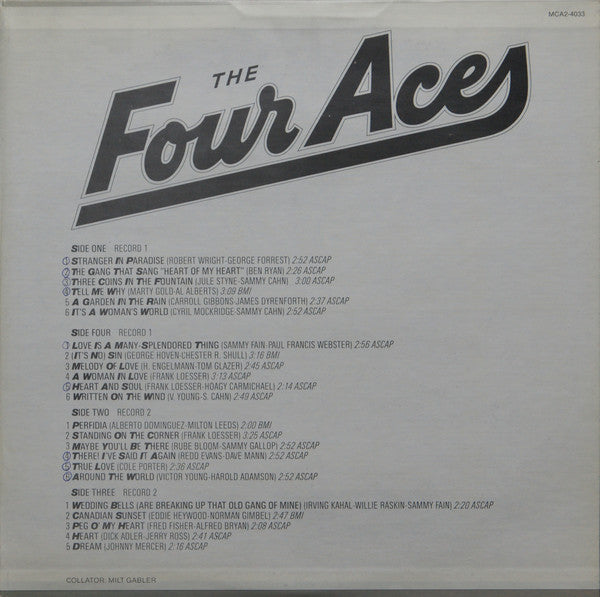 MCA2-4033
THE
Four Aces
SIDE ONE RECORD 1
1 STRANGER IN PARADISE (ROBERT WRIGHT-GEORGE FORREST) 2:52 ASCAP
2 THE GANG THAT SANG "HEART OF MY HEART" (BEN RYAN) 2:26 ASCAP
3 THREE COINS IN THE FOUNTAIN (JULE STYNE-SAMMY CAHN) 3:00 ASCAP
4 TELL ME WHY (MARTY GOLD-AL ALBERTS) 3:09 BMI
5 A GARDEN IN THE RAIN (CARROLL GIBBONS-JAMES DYRENFORTH) 2:37 ASCAP
6 IT'S A WOMAN'S WORLD (CYRIL MOCKRIDGE-SAMMY CAHN) 2:52 ASCAP
SIDE FOUR RECORD 1
1 LOVE IS A MANY-SPLENDORED THING (SAMMY FAIN-PAUL FRANCIS WEBSTER) 2:56 ASCAP
2 (IT'S NO) SIN (GEORGE HOVEN-CHESTER R. SHULL) 3:16 BMI
3 MELODY OF LOVE (H. ENGELMANN-TOM GLAZER) 2:45 ASCAP
4 A WOMAN IN LOVE (FRANK LOESSER) 3:13 ASCAP
5 HEART AND SOUL (FRANK LOESSER-HOAGY CARMICHAEL) 2:14 ASCAP
6 WRITTEN ON THE WIND (V. YOUNG-S. CAHN) 2:49 ASCAP
SIDE TWO RECORD 2
1 PERFIDIA (ALBERTO DOMINGUEZ-MILTON LEEDS) 2:00 BMI
2 STANDING ON THE CORNER (FRANK LOESSER) 3:25 ASCAP
3 MAYBE YOU'LL BE THERE (RUBE BLOOM-SAMMY GALLOP) 2:52 ASCAP
4 THERE! I'VE SAID IT AGAIN (REDD EVANS-DAVE MANN) 2:52 ASCAP
5 TRUE LOVE (COLE PORTER) 2:36 ASCAP
6 AROUND THE WORLD (VICTOR YOUNG-HAROLD ADAMSON) 2:52 ASCAP
SIDE THREE RECORD 2
1 WEDDING BELLS (ARE BREAKING UP THAT OLD GANG OF MINE) (IRVING KAHAL-WILLIE RASKIN-SAMMY FAIN) 2:20 ASCAP
2 CANADIAN SUNSET (EDDIE HEYWOOD-NORMAN GIMBEL) 2:47 BMI
3 PEG O' MY HEART (FRED FISHER-ALFRED BRYAN) 2:08 ASCAP
4 HEART (DICK ADLER-JERRY ROSS) 2:41 ASCAP
5 DREAM (JOHNNY MERCER) 2:16 ASCAP
COLLATOR: MILT GABLER